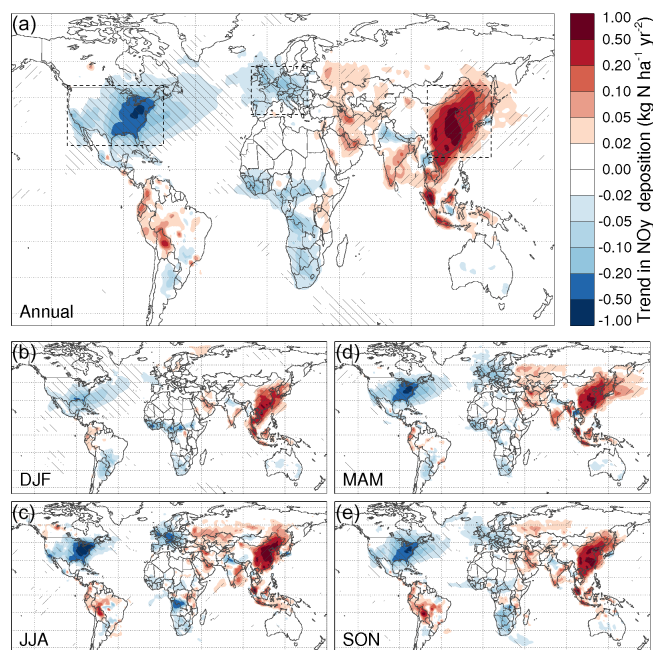 (a)
Annual
1.00
0.50
0.20
0.10
0.05
0.02
0.00
-0.02
-0.05
-0.10
-0.20
-0.50
-1.00
Trend in NOy deposition (kg N ha⁻¹ yr⁻²)
(b)
DJF
(d)
MAM
(c)
JJA
(e)
SON